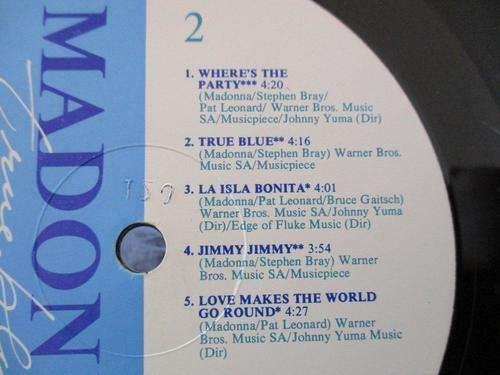 MADON
True Bl
2
1. WHERE'S THE
PARTY*** 4:20
(Madonna/Stephen Bray/
Pat Leonard/ Warner Bros. Music
SA/Musicpiece/Johnny Yuma (Dir)
2. TRUE BLUE** 4:16
(Madonna/Stephen Bray) Warner Bros.
Music SA/Musicpiece
3. LA ISLA BONITA* 4:01
(Madonna/Pat Leonard/Bruce Gaitsch)
Warner Bros. Music SA/Johnny Yuma
(Dir)/Edge of Fluke Music (Dir)
4. JIMMY JIMMY** 3:54
(Madonna/Stephen Bray) Warner
Bros. Music SA/Musicpiece
5. LOVE MAKES THE WORLD
GO ROUND* 4:27
(Madonna/Pat Leonard) Warner
Bros. Music SA/Johnny Yuma Music
(Dir)